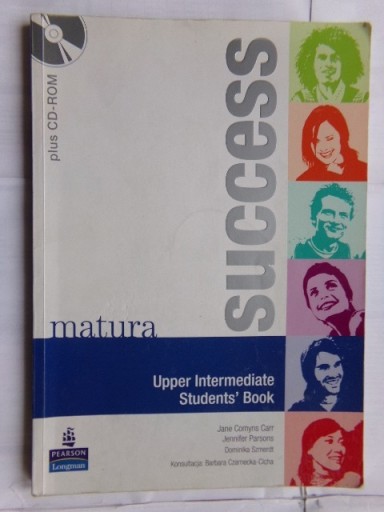 plus CD-ROM
success
matura
Upper Intermediate
Students' Book
Jane Comyns Carr
Jennifer Parsons
Dominika Szmerdt
Konsultacja: Barbara Czarnecka-Cicha
PEARSON
Longman